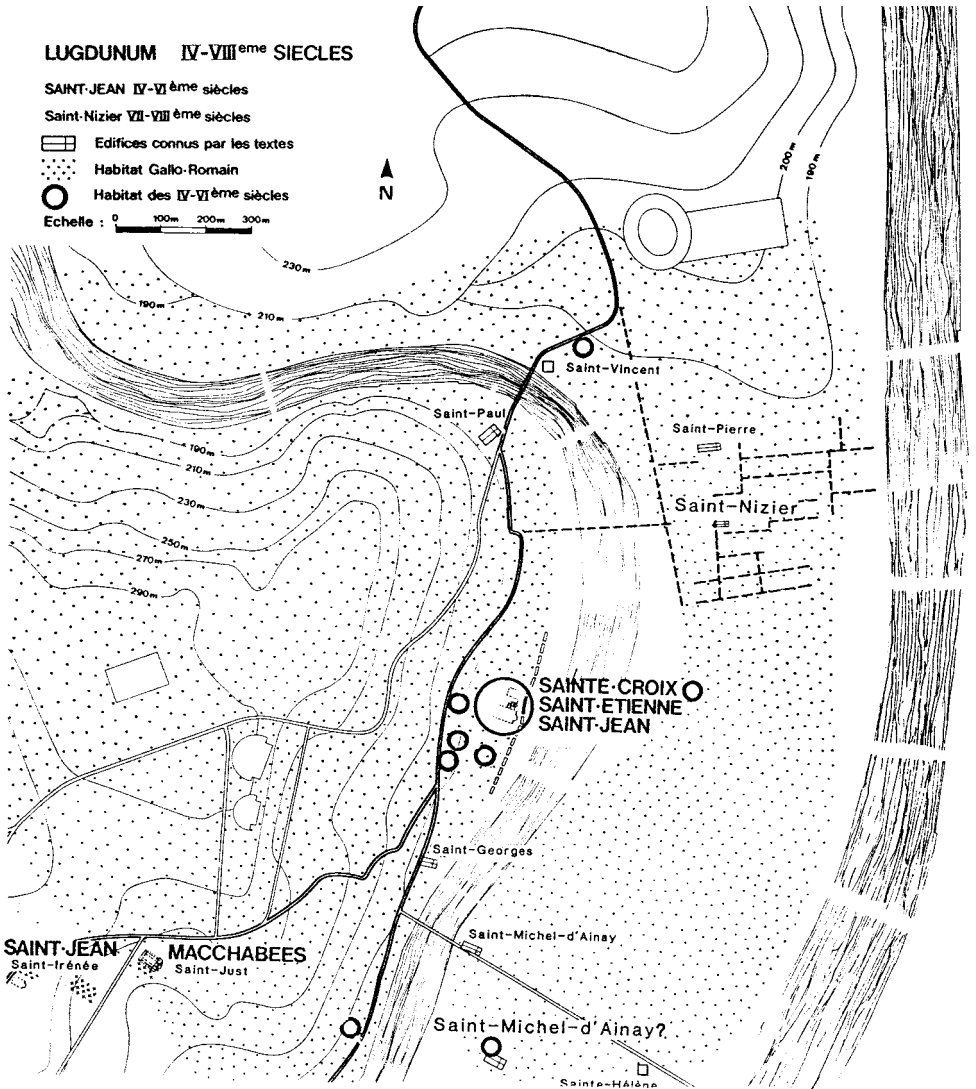 LUGDUNUM IV-VIIIeme SIECLES
SAINT-JEAN IV-VIème siècles
Saint-Nizier VII-VIIIème siècles
Edifices connus par les textes
Habitat Gallo-Romain
Habitat des IV-VIème siècles
Echelle : 0 100m 200m 300m
N
200m
190m
230m
190m
210m
Saint-Vincent
Saint-Paul
Saint-Pierre
190m
210m
230m
Saint-Nizier
250m
270m
290m
SAINTE-CROIX
SAINT-ETIENNE
SAINT-JEAN
Saint-Georges
Saint-Michel-d'Ainay
SAINT-JEAN
Saint-Irénée
MACCHABEES
Saint-Just
Saint-Michel-d'Ainay?
Sainte-Hélène